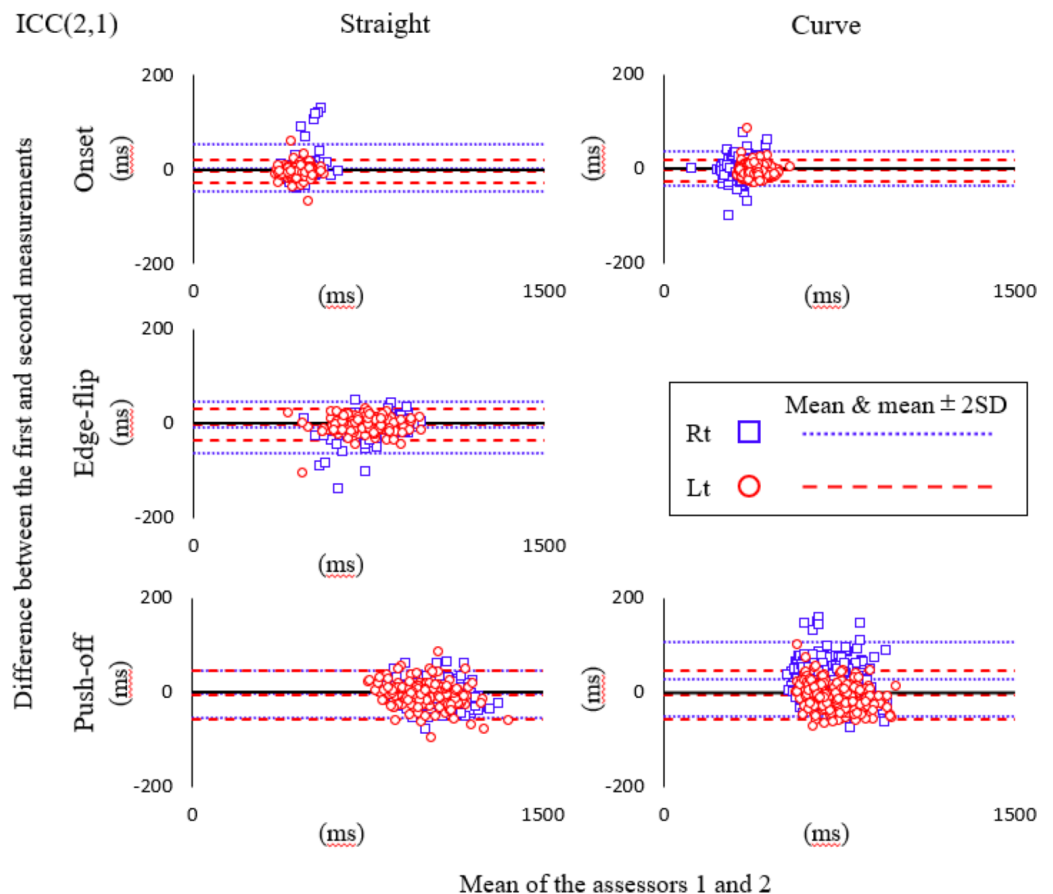 ICC(2,1)
Straight
Curve
Difference between the first and second measurements
Onset
(ms)
200
0
-200
0
(ms)
1500
(ms)
200
0
-200
0
(ms)
1500
Edge-flip
(ms)
200
0
-200
0
(ms)
1500
Mean & mean ± 2SD
Rt
Lt
Push-off
(ms)
200
0
-200
0
(ms)
1500
(ms)
200
0
-200
0
(ms)
1500
Mean of the assessors 1 and 2